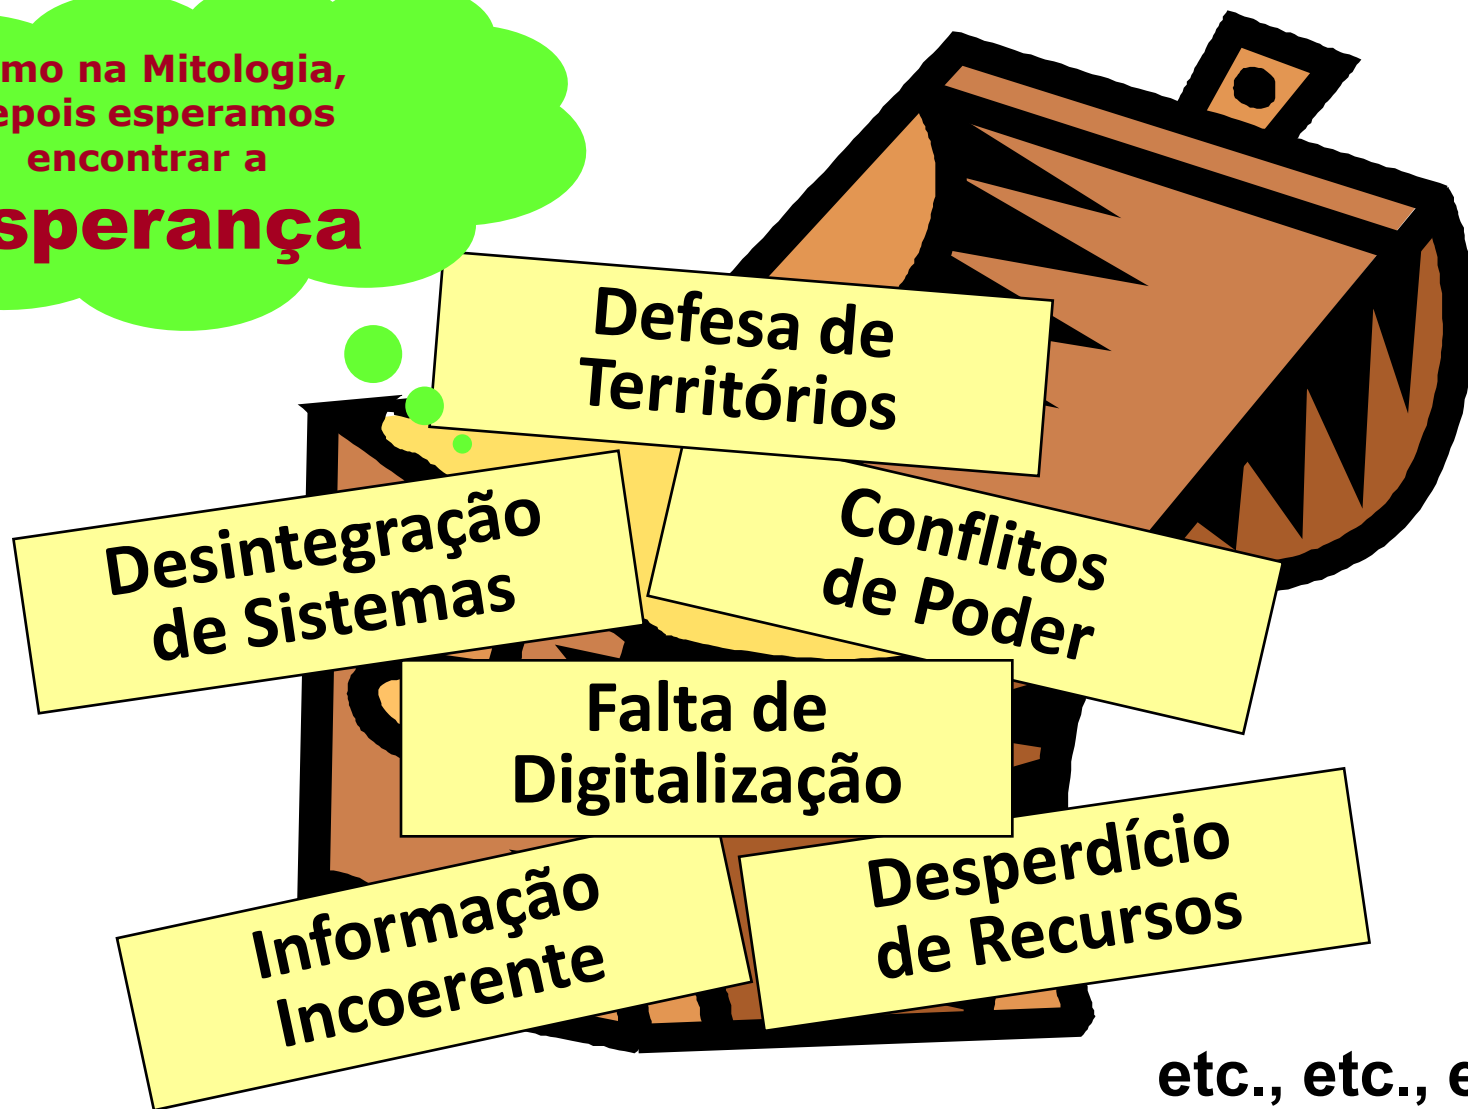 mo na Mitologia,
epois esperamos
encontrar a
sperança
Defesa de
Territórios
Desintegração
de Sistemas
Conflitos
de Poder
Falta de
Digitalização
Informação
Incoerente
Desperdício
de Recursos
etc., etc., e